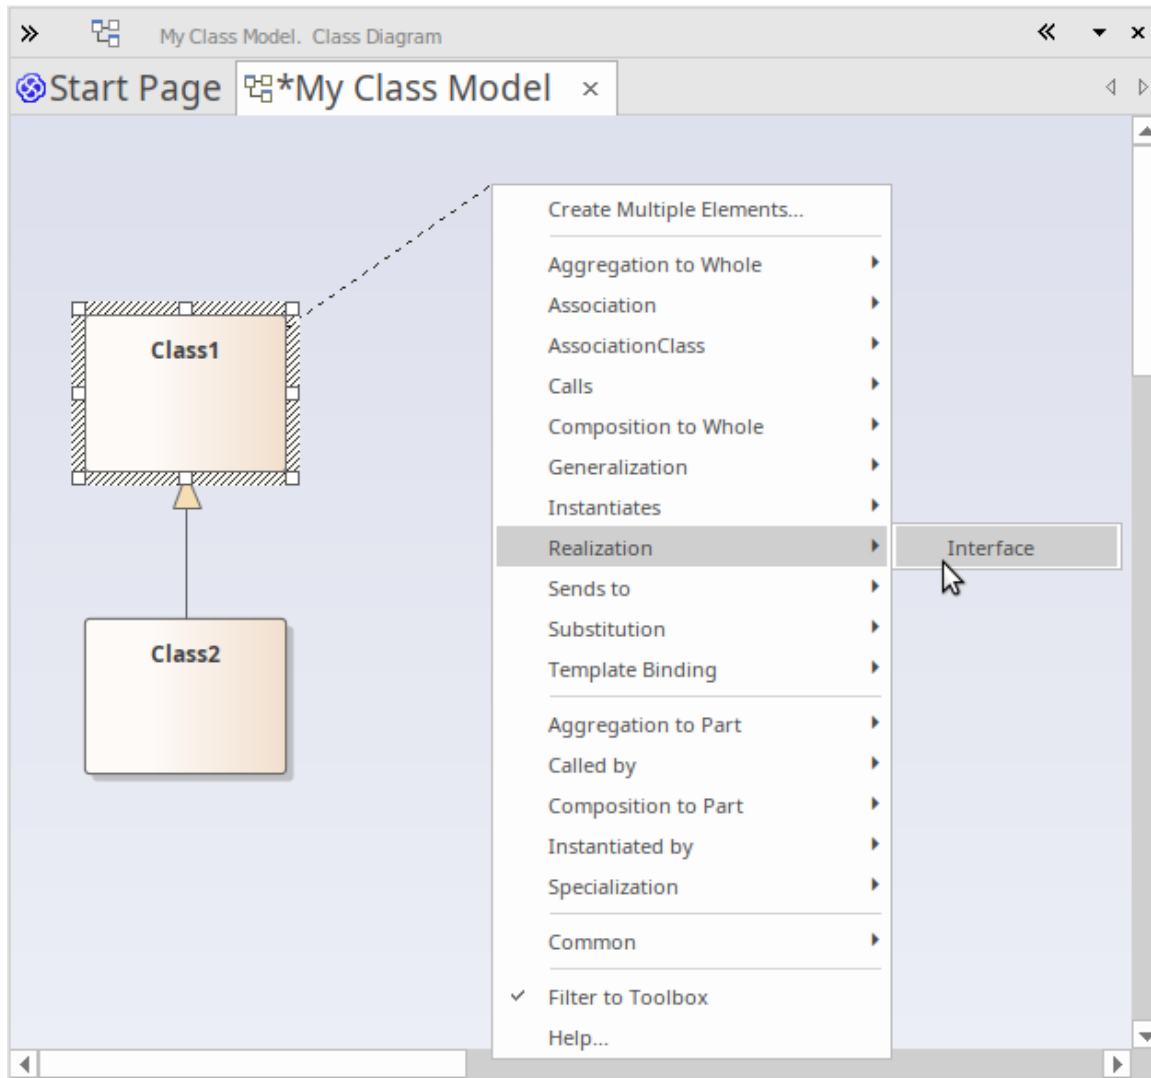 My Class Model.  Class Diagram
Start Page *My Class Model
Create Multiple Elements...
Aggregation to Whole
Association
Class1
AssociationClass
Calls
Composition to Whole
Generalization
Instantiates
Realization
Interface
Sends to
Substitution
Class2
Template Binding
Aggregation to Part
Called by
Composition to Part
Instantiated by
Specialization
Common
Filter to Toolbox
Help...